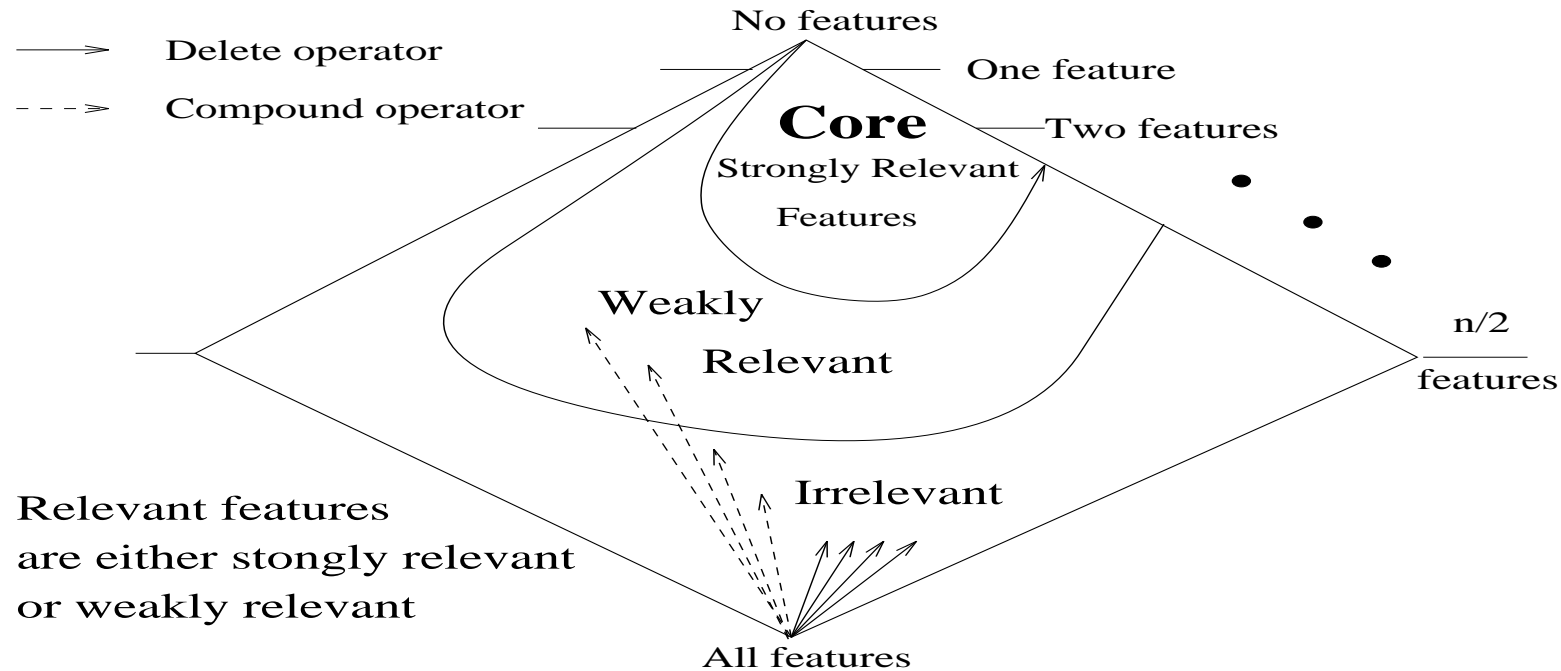 No features
Delete operator
One feature
Compound operator
Core
Two features
Strongly Relevant
Features
Weakly
n/2
Relevant
features
Irrelevant
Relevant features
are either stongly relevant
or weakly relevant
All features